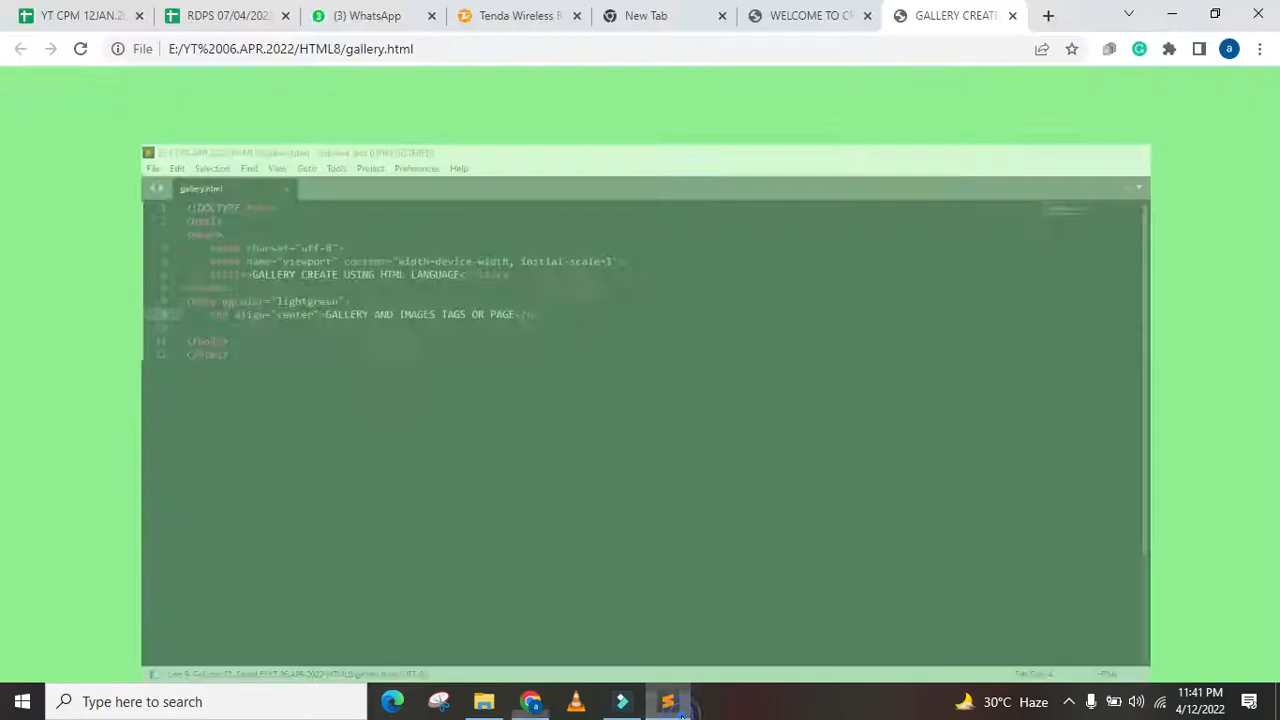 YT CPM 12JAN.2
RDPS 07/04/202
(3) WhatsApp
Tenda Wireless R
New Tab
WELCOME TO C
GALLERY CREATE
File E:/YT%2006.APR.2022/HTML8/gallery.html
a
File Edit Selection Find View Goto Tools Project Preferences Help
gallery.html
charset="utf-8">
name="viewport" content="width=device-width, initial-scale=1">
GALLERY CREATE USING HTML LANGUAGE
"lightgreen">
align="center">GALLERY AND IMAGES TAGS OR PAGE
</body>
</html>
Type here to search
30°C Haze
11:41 PM
4/12/2022